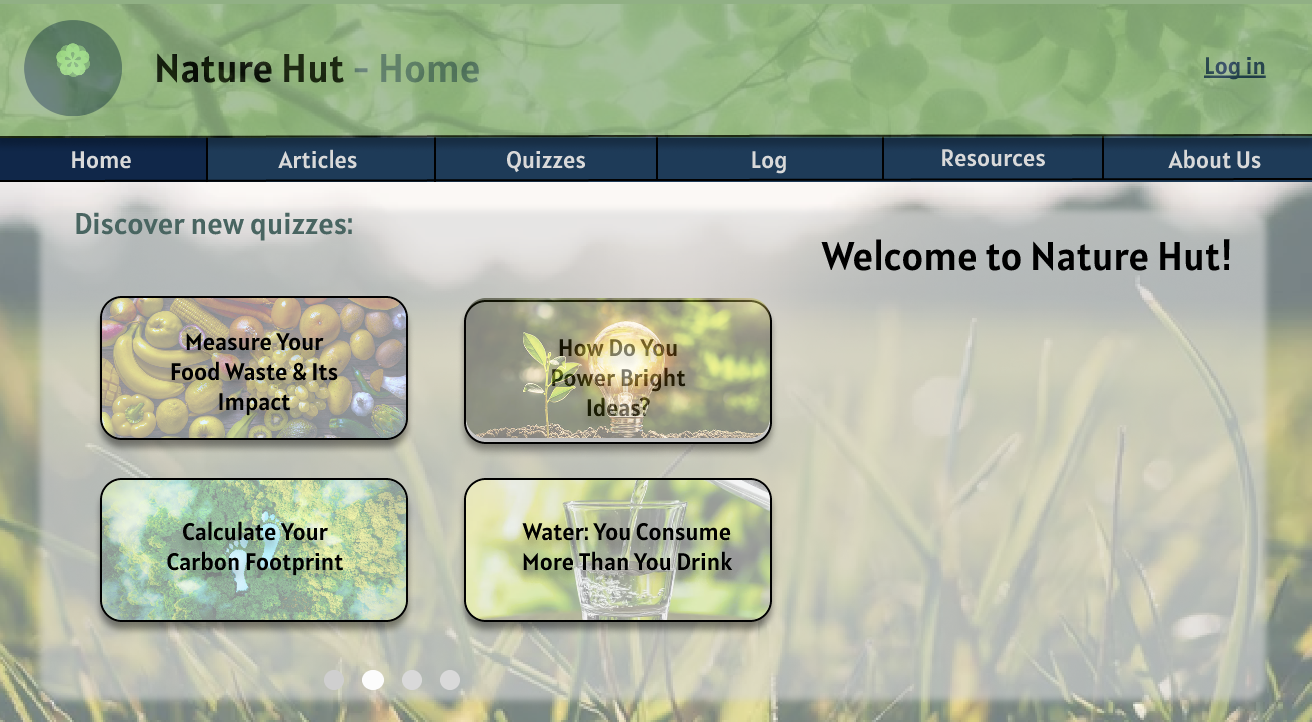 Nature Hut - Home
Log in
Home
Articles
Quizzes
Log
Resources
About Us
Discover new quizzes:
Welcome to Nature Hut!
Measure Your
Food Waste & Its
Impact
How Do You
Power Bright
Ideas?
Calculate Your
Carbon Footprint
Water: You Consume
More Than You Drink